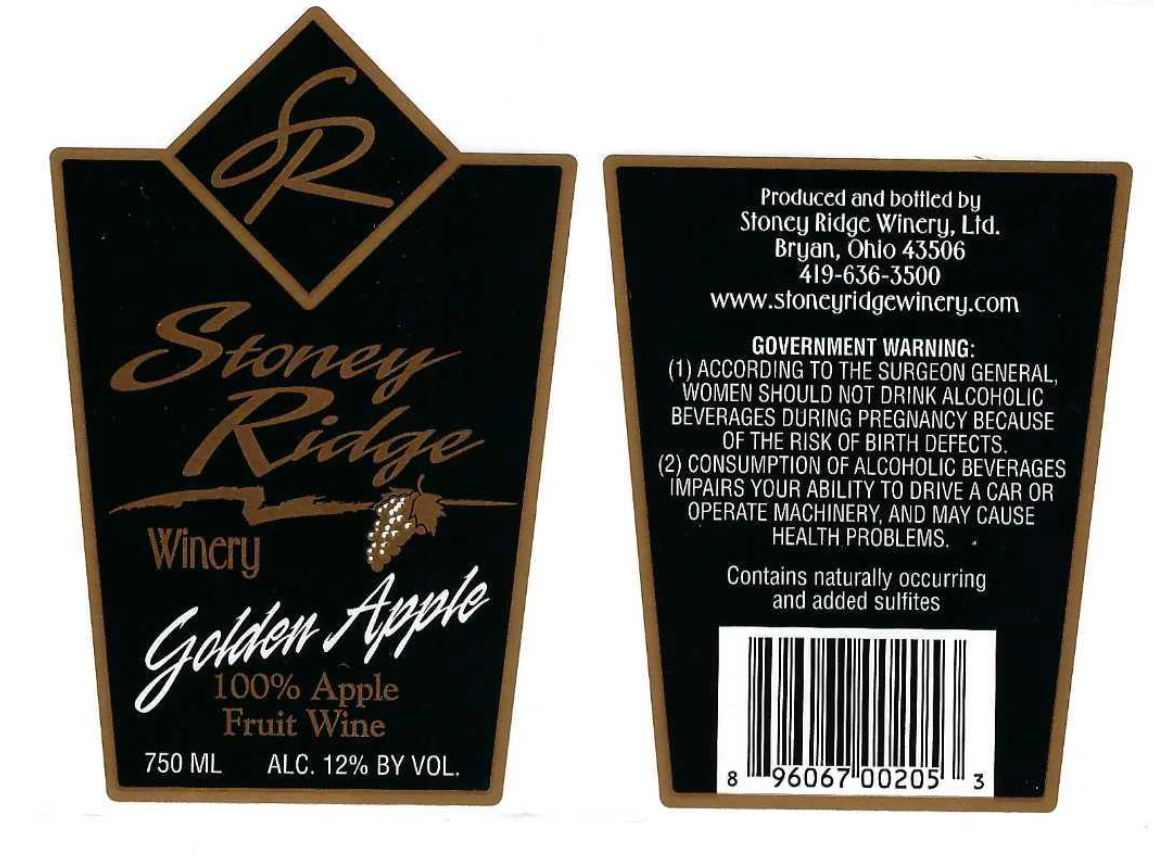 SR
Stoney
Ridge
Winery
Golden Apple
100% Apple
Fruit Wine
750 ML ALC. 12% BY VOL.
Produced and bottled by
Stoney Ridge Winery, Ltd.
Bryan, Ohio 43506
419-636-3500
www.stoneyridgewinery.com
GOVERNMENT WARNING:
(1) ACCORDING TO THE SURGEON GENERAL,
WOMEN SHOULD NOT DRINK ALCOHOLIC
BEVERAGES DURING PREGNANCY BECAUSE
OF THE RISK OF BIRTH DEFECTS.
(2) CONSUMPTION OF ALCOHOLIC BEVERAGES
IMPAIRS YOUR ABILITY TO DRIVE A CAR OR
OPERATE MACHINERY, AND MAY CAUSE
HEALTH PROBLEMS.
Contains naturally occurring
and added sulfites
8 96067 00205 3